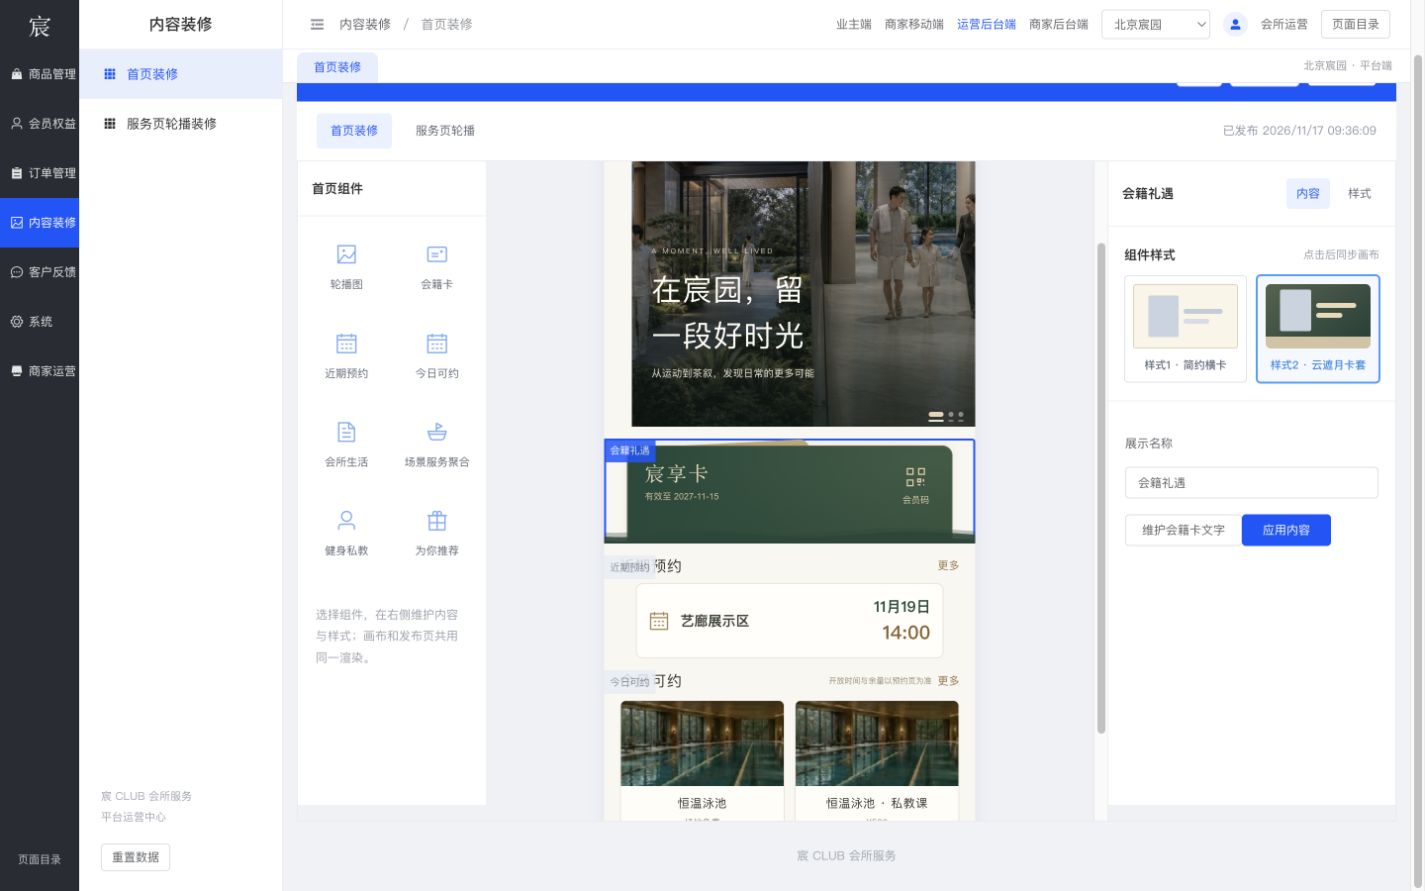 宸
商品管理
会员权益
订单管理
内容装修
客户反馈
系统
商家运营
页面目录
内容装修
首页装修
服务页轮播装修
宸 CLUB 会所服务
平台运营中心
重置数据
内容装修 / 首页装修
业主端 商家移动端 运营后台端 商家后台端 北京宸园 会所运营 页面目录
首页装修
北京宸园 · 平台端
首页装修 服务页轮播
已发布 2026/11/17 09:36:09
首页组件
轮播图 会籍卡
近期预约 今日可约
会所生活 场景服务聚合
健身私教 为你推荐
选择组件，在右侧维护内容
与样式；画布和发布页共用
同一渲染。
A MOMENT, WELL LIVED
在宸园，留
一段好时光
从运动到茶叙，发现日常的更多可能
会籍礼遇
宸享卡
有效至 2027-11-15
会员码
近期预约 预约 更多
艺廊展示区
11月19日
14:00
今日可约 可约 开放时间与余量以预约页为准 更多
恒温泳池 恒温泳池 · 私教课
会籍礼遇 内容 样式
组件样式 点击后同步画布
样式1 · 简约横卡 样式2 · 云遮月卡套
展示名称
会籍礼遇
维护会籍卡文字 应用内容
宸 CLUB 会所服务